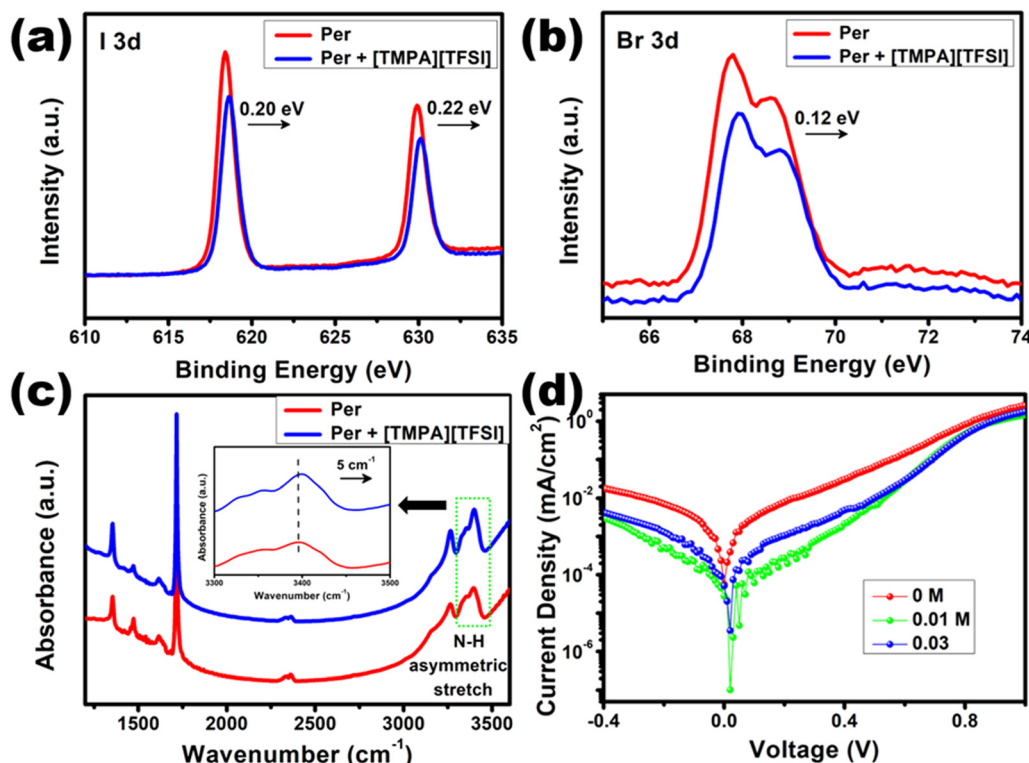 (a)
I 3d
Per
Per + [TMPA][TFSI]
0.20 eV
0.22 eV
Intensity (a.u.)
610 615 620 625 630 635
Binding Energy (eV)
(b)
Br 3d
Per
Per + [TMPA][TFSI]
0.12 eV
Intensity (a.u.)
66 68 70 72 74
Binding Energy (eV)
(c)
Per
Per + [TMPA][TFSI]
5 cm⁻¹
Absorbance (a.u.)
3300 3400 3500
Wavenumber (cm⁻¹)
N-H
asymmetric
stretch
Absorbance (a.u.)
1500 2000 2500 3000 3500
Wavenumber (cm⁻¹)
(d)
Current Density (mA/cm²)
10⁰
10⁻²
10⁻⁴
10⁻⁶
0 M
0.01 M
0.03
-0.4 0.0 0.4 0.8
Voltage (V)